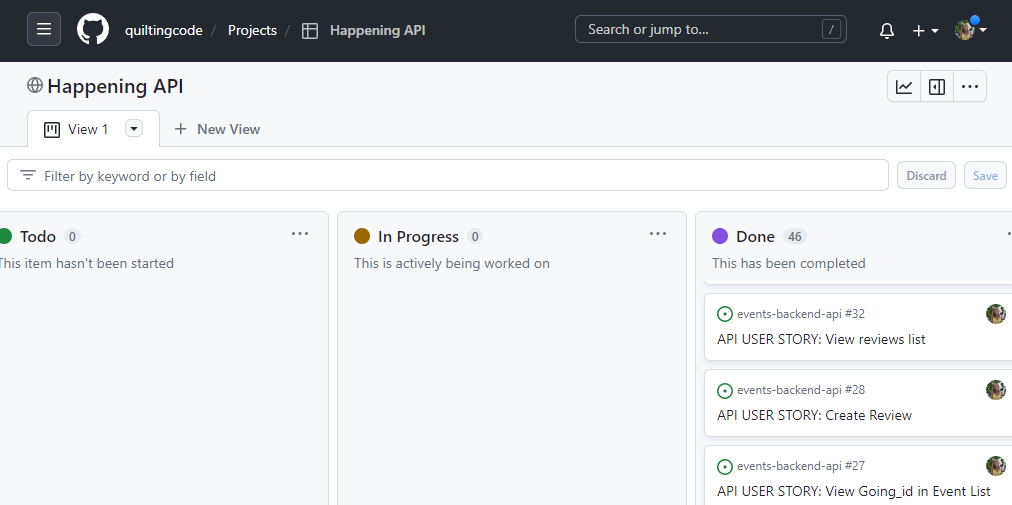 quiltingcode / Projects / Happening API
Search or jump to... /
Happening API
View 1
New View
Filter by keyword or by field
Discard
Save
Todo 0
This item hasn't been started
In Progress 0
This is actively being worked on
Done 46
This has been completed
events-backend-api #32
API USER STORY: View reviews list
events-backend-api #28
API USER STORY: Create Review
events-backend-api #27
API USER STORY: View Going_id in Event List